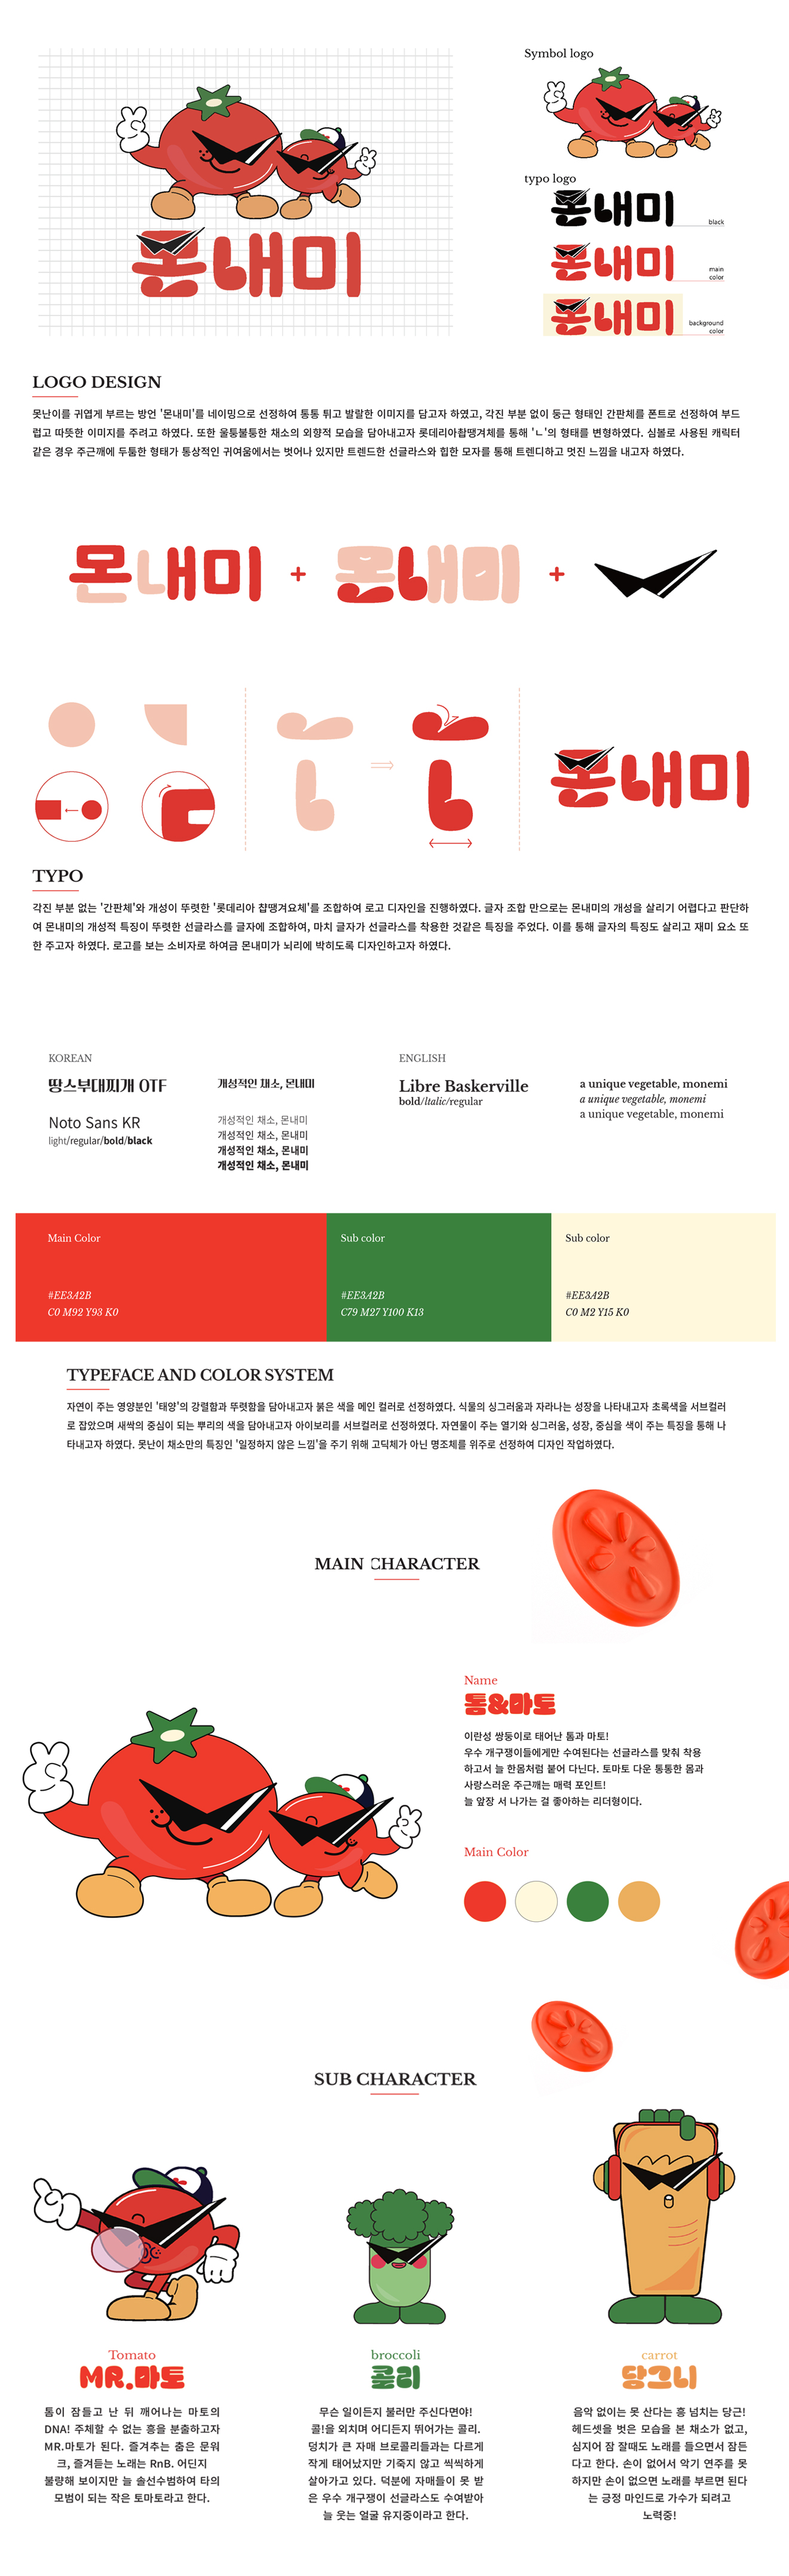 Symbol logo
몬내미
typo logo
몬내미
black
몬내미
main
color
몬내미
background
color
LOGO DESIGN
못난이를 귀엽게 부르는 방언 '몬내미'를 네이밍으로 선정하여 통통 튀고 발랄한 이미지를 담고자 하였고, 각진 부분 없이 둥근 형태인 간판체를 폰트로 선정하여 부드
럽고 따뜻한 이미지를 주려고 하였다. 또한 울퉁불퉁한 채소의 외향적 모습을 담아내고자 롯데리아촵땡겨체를 통해 'ㄴ'의 형태를 변형하였다. 심볼로 사용된 캐릭터
같은 경우 주근깨에 두툼한 형태가 통상적인 귀여움에서는 벗어나 있지만 트렌드한 선글라스와 힙한 모자를 통해 트렌디하고 멋진 느낌을 내고자 하였다.
몬내미 + 몬내미 +
몬내미
TYPO
각진 부분 없는 '간판체'와 개성이 뚜렷한 '롯데리아 찹땡겨요체'를 조합하여 로고 디자인을 진행하였다. 글자 조합 만으로는 몬내미의 개성을 살리기 어렵다고 판단하
여 몬내미의 개성적 특징이 뚜렷한 선글라스를 글자에 조합하여, 마치 글자가 선글라스를 착용한 것같은 특징을 주었다. 이를 통해 글자의 특징도 살리고 재미 요소 또
한 주고자 하였다. 로고를 보는 소비자로 하여금 몬내미가 뇌리에 박히도록 디자인하고자 하였다.
KOREAN
땅스부대찌개 OTF
개성적인 채소, 몬내미
Noto Sans KR
light/regular/bold/black
개성적인 채소, 몬내미
개성적인 채소, 몬내미
개성적인 채소, 몬내미
개성적인 채소, 몬내미
ENGLISH
Libre Baskerville
bold/ltalic/regular
a unique vegetable, monemi
a unique vegetable, monemi
a unique vegetable, monemi
Main Color
#EE3A2B
C0 M92 Y93 K0
Sub color
#EE3A2B
C79 M27 Y100 K13
Sub color
#EE3A2B
C0 M2 Y15 K0
TYPEFACE AND COLOR SYSTEM
자연이 주는 영양분인 '태양'의 강렬함과 뚜렷함을 담아내고자 붉은 색을 메인 컬러로 선정하였다. 식물의 싱그러움과 자라나는 성장을 나타내고자 초록색을 서브컬러
로 잡았으며 새싹의 중심이 되는 뿌리의 색을 담아내고자 아이보리를 서브컬러로 선정하였다. 자연물이 주는 열기와 싱그러움, 성장, 중심을 색이 주는 특징을 통해 나
타내고자 하였다. 못난이 채소만의 특징인 '일정하지 않은 느낌'을 주기 위해 고딕체가 아닌 명조체를 위주로 선정하여 디자인 작업하였다.
MAIN CHARACTER
Name
톰&마토
이란성 쌍둥이로 태어난 톰과 마토!
우수 개구쟁이들에게만 수여된다는 선글라스를 맞춰 착용
하고서 늘 한몸처럼 붙어 다닌다. 토마토 다운 통통한 몸과
사랑스러운 주근깨는 매력 포인트!
늘 앞장 서 나가는 걸 좋아하는 리더형이다.
Main Color
SUB CHARACTER
Tomato
MR.마토
톰이 잠들고 난 뒤 깨어나는 마토의
DNA! 주체할 수 없는 흥을 분출하고자
MR.마토가 된다. 즐겨추는 춤은 문워
크, 즐겨듣는 노래는 RnB. 어딘지
불량해 보이지만 늘 솔선수범하여 타의
모범이 되는 작은 토마토라고 한다.
broccoli
콜리
무슨 일이든지 불러만 주신다면야!
콜!을 외치며 어디든지 뛰어가는 콜리.
덩치가 큰 자매 브로콜리들과는 다르게
작게 태어났지만 기죽지 않고 씩씩하게
살아가고 있다. 덕분에 자매들이 못 받
은 우수 개구쟁이 선글라스도 수여받아
늘 웃는 얼굴 유지중이라고 한다.
carrot
당그니
음악 없이는 못 산다는 흥 넘치는 당근!
헤드셋을 벗은 모습을 본 채소가 없고,
심지어 잠 잘때도 노래를 들으면서 잠든
다고 한다. 손이 없어서 악기 연주를 못
하지만 손이 없으면 노래를 부르면 된다
는 긍정 마인드로 가수가 되려고
노력중!